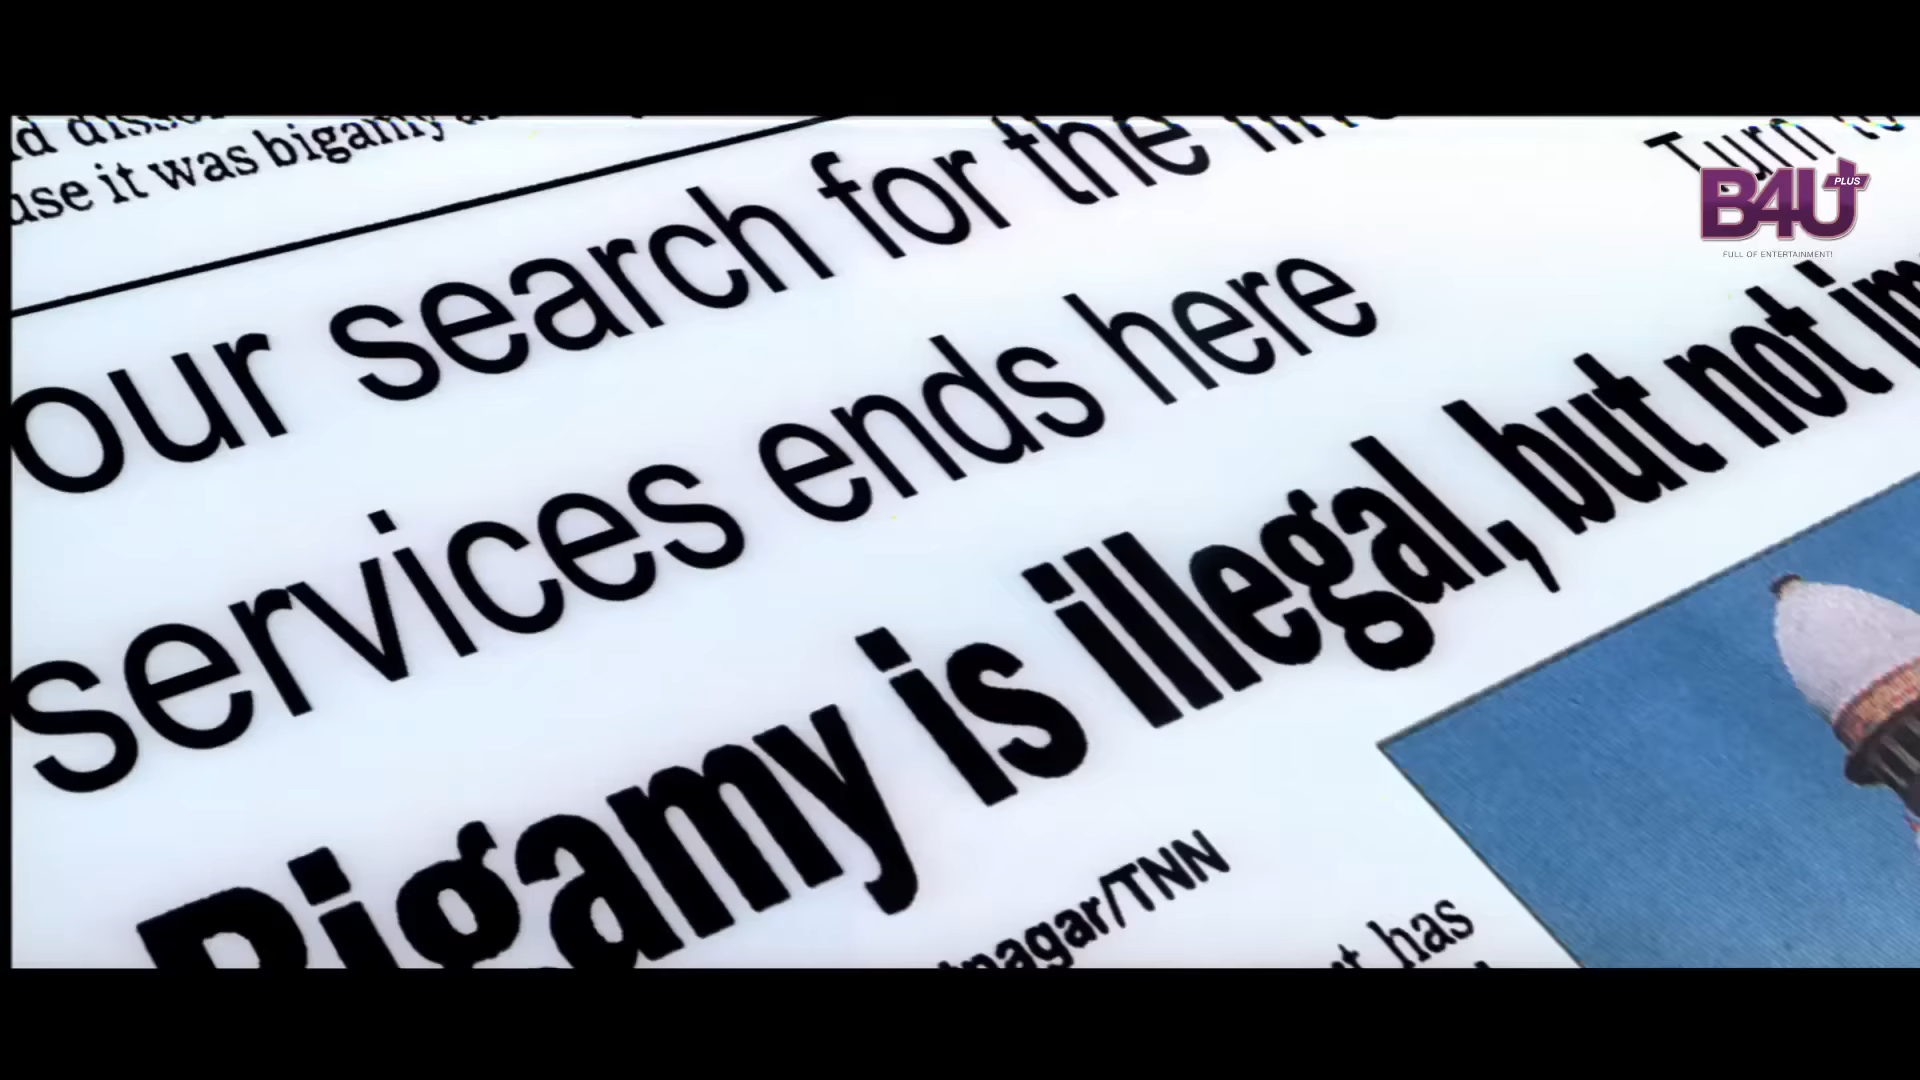 use it was bigamy
our search for the
services ends here
Bigamy is illegal, but not
nagar/TNN
has
Turn to
B4U PLUS
FULL OF ENTERTAINMENT!